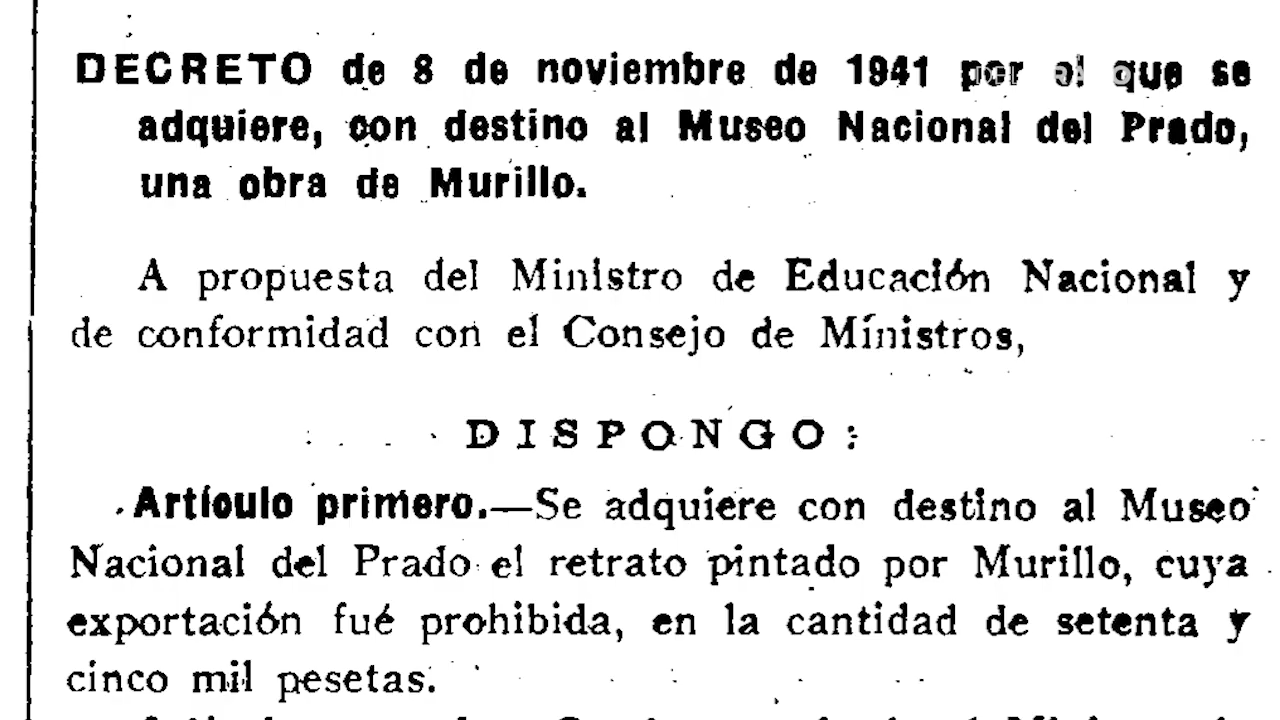 DECRETO de 8 de noviembre de 1941 por el que se
adquiere, con destino al Museo Nacional del Prado,
una obra de Murillo.
A propuesta del Ministro de Educación Nacional y
de conformidad con el Consejo de Ministros,
DISPONGO:
Artículo primero.—Se adquiere con destino al Museo
Nacional del Prado el retrato pintado por Murillo, cuya
exportación fué prohibida, en la cantidad de setenta y
cinco mil pesetas.